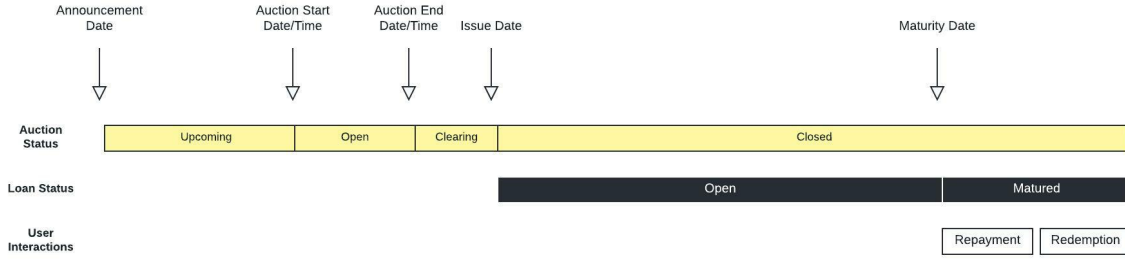 Announcement
Date
Auction Start
Date/Time
Auction End
Date/Time
Issue Date
Maturity Date
Auction
Status
Upcoming
Open
Clearing
Closed
Loan Status
Open
Matured
User
Interactions
Repayment
Redemption